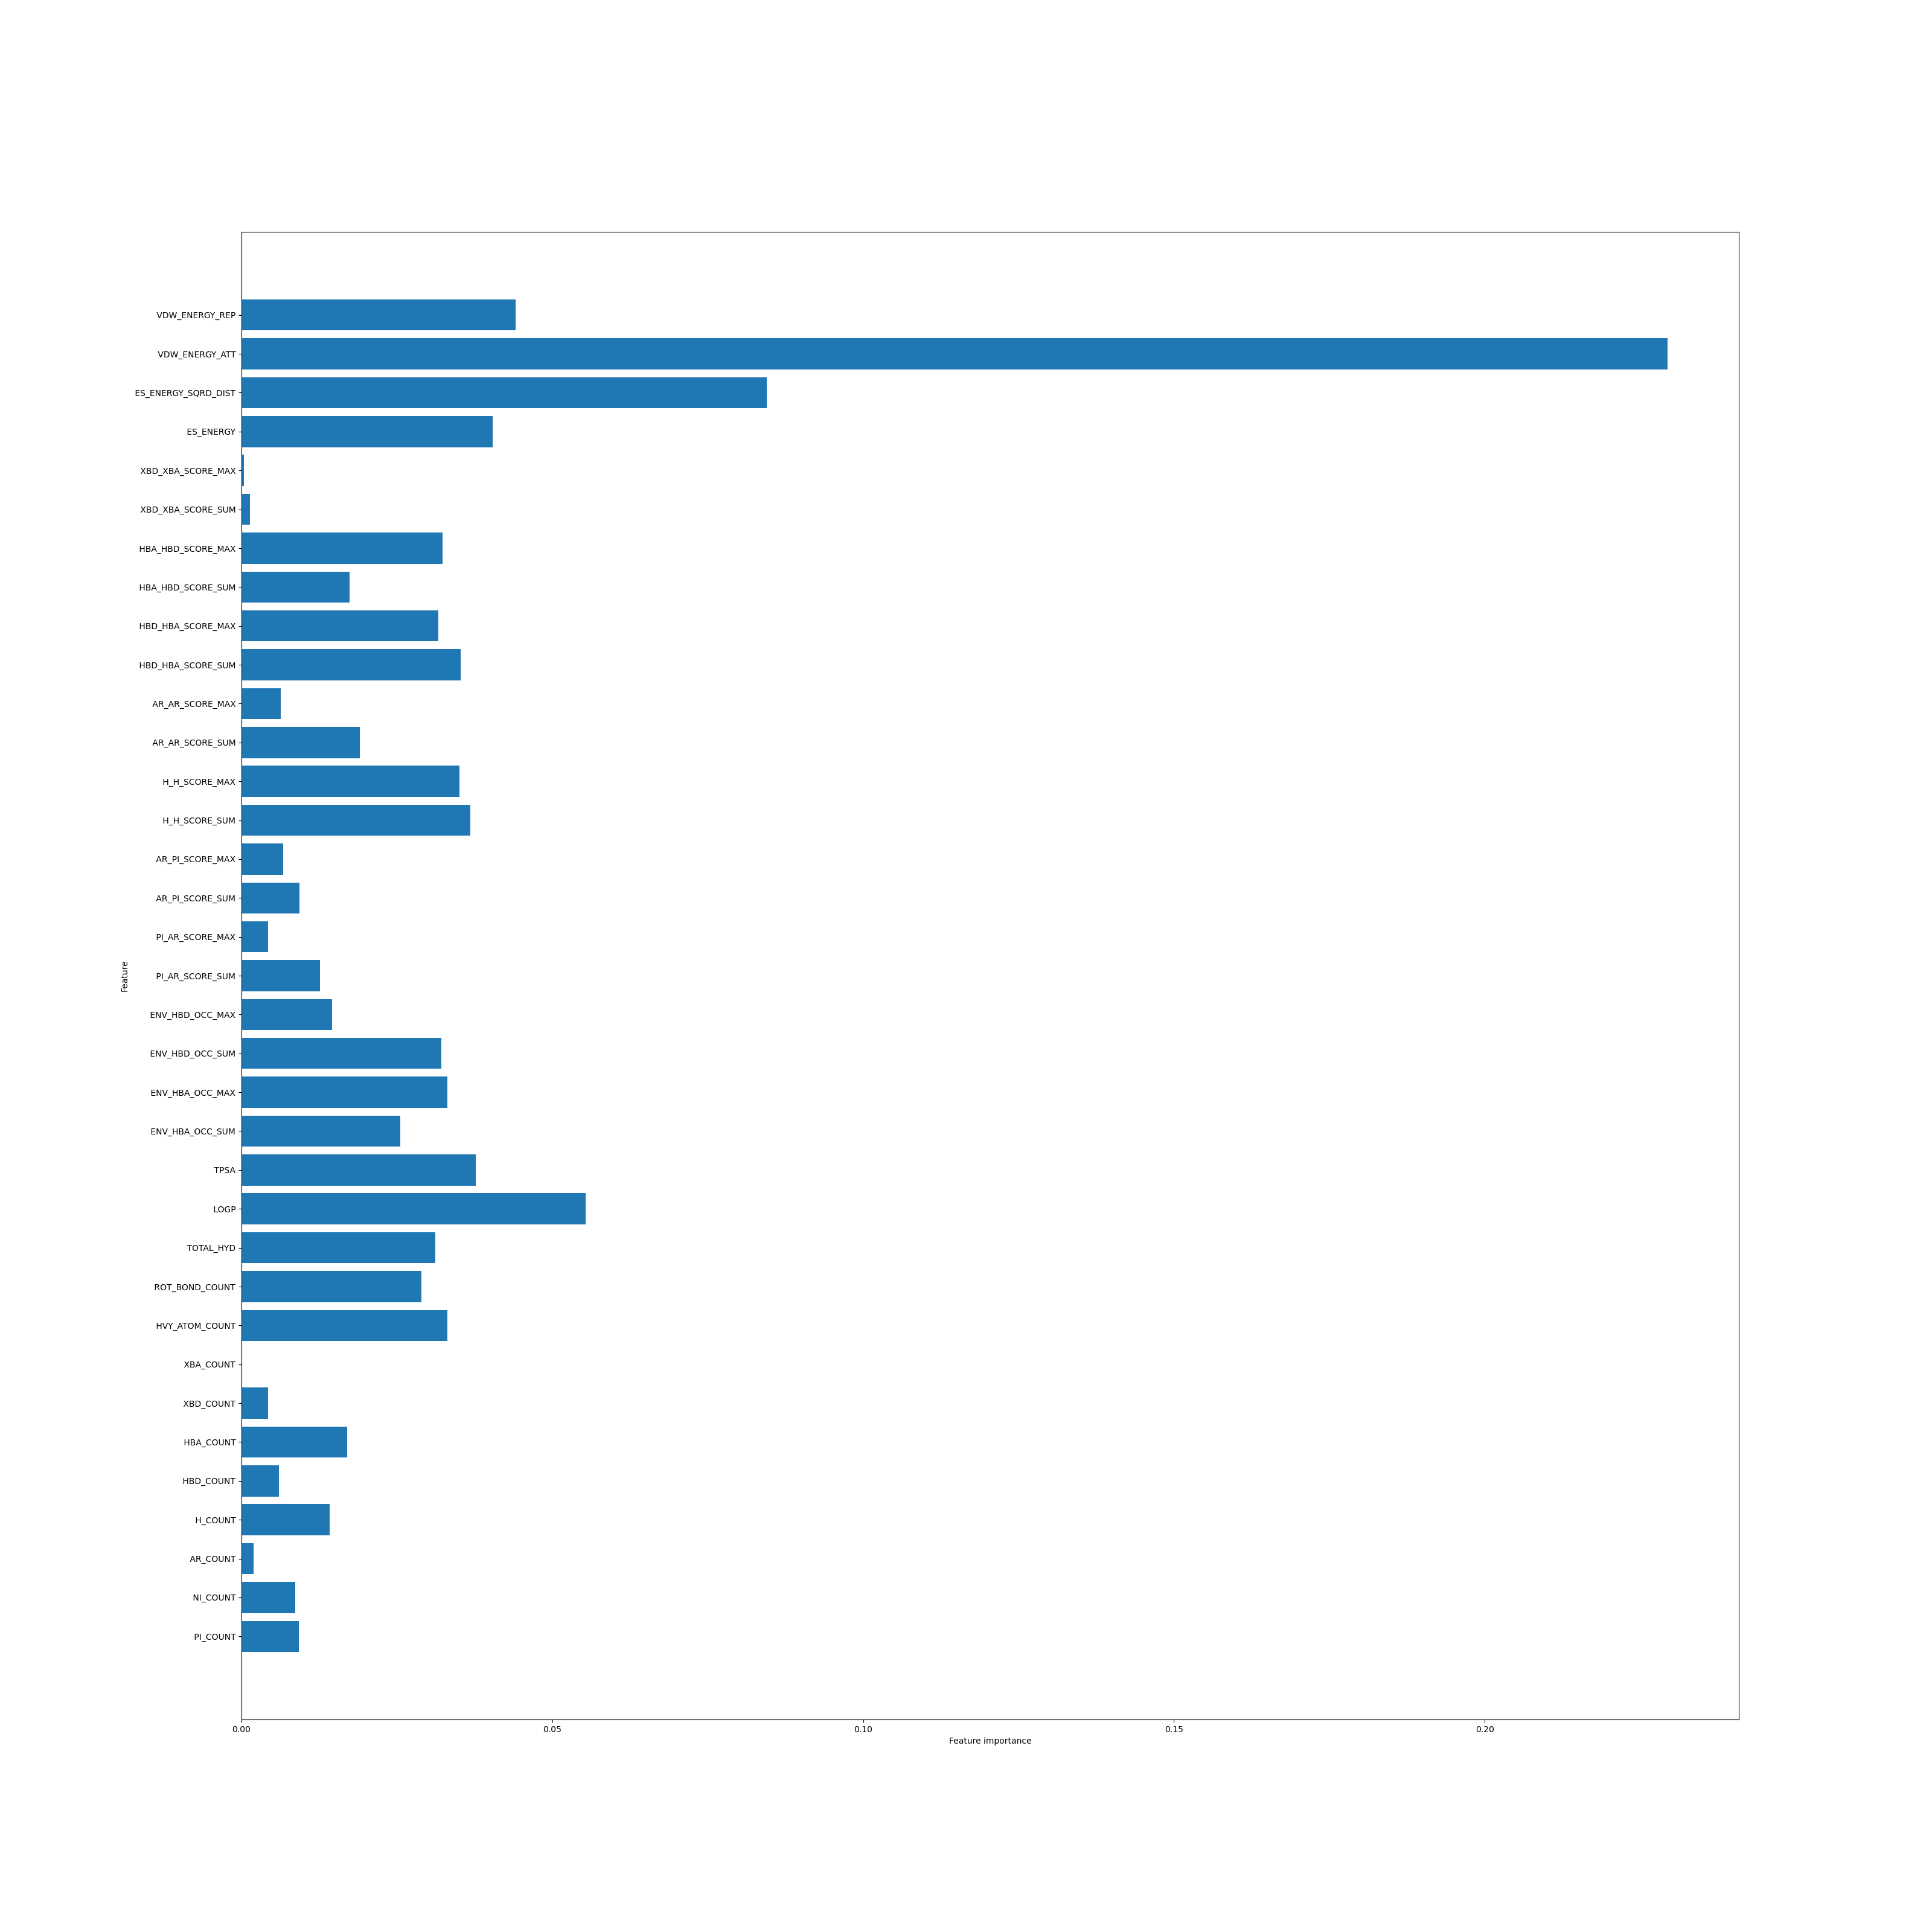 VDW_ENERGY_REP
VDW_ENERGY_ATT
ES_ENERGY_SQRD_DIST
ES_ENERGY
XBD_XBA_SCORE_MAX
XBD_XBA_SCORE_SUM
HBA_HBD_SCORE_MAX
HBA_HBD_SCORE_SUM
HBD_HBA_SCORE_MAX
HBD_HBA_SCORE_SUM
AR_AR_SCORE_MAX
AR_AR_SCORE_SUM
H_H_SCORE_MAX
H_H_SCORE_SUM
AR_PI_SCORE_MAX
AR_PI_SCORE_SUM
PI_AR_SCORE_MAX
PI_AR_SCORE_SUM
ENV_HBD_OCC_MAX
ENV_HBD_OCC_SUM
ENV_HBA_OCC_MAX
ENV_HBA_OCC_SUM
TPSA
LOGP
TOTAL_HYD
ROT_BOND_COUNT
HVY_ATOM_COUNT
XBA_COUNT
XBD_COUNT
HBA_COUNT
HBD_COUNT
H_COUNT
AR_COUNT
NI_COUNT
PI_COUNT
Feature
0.00 0.05 0.10 0.15 0.20
Feature importance